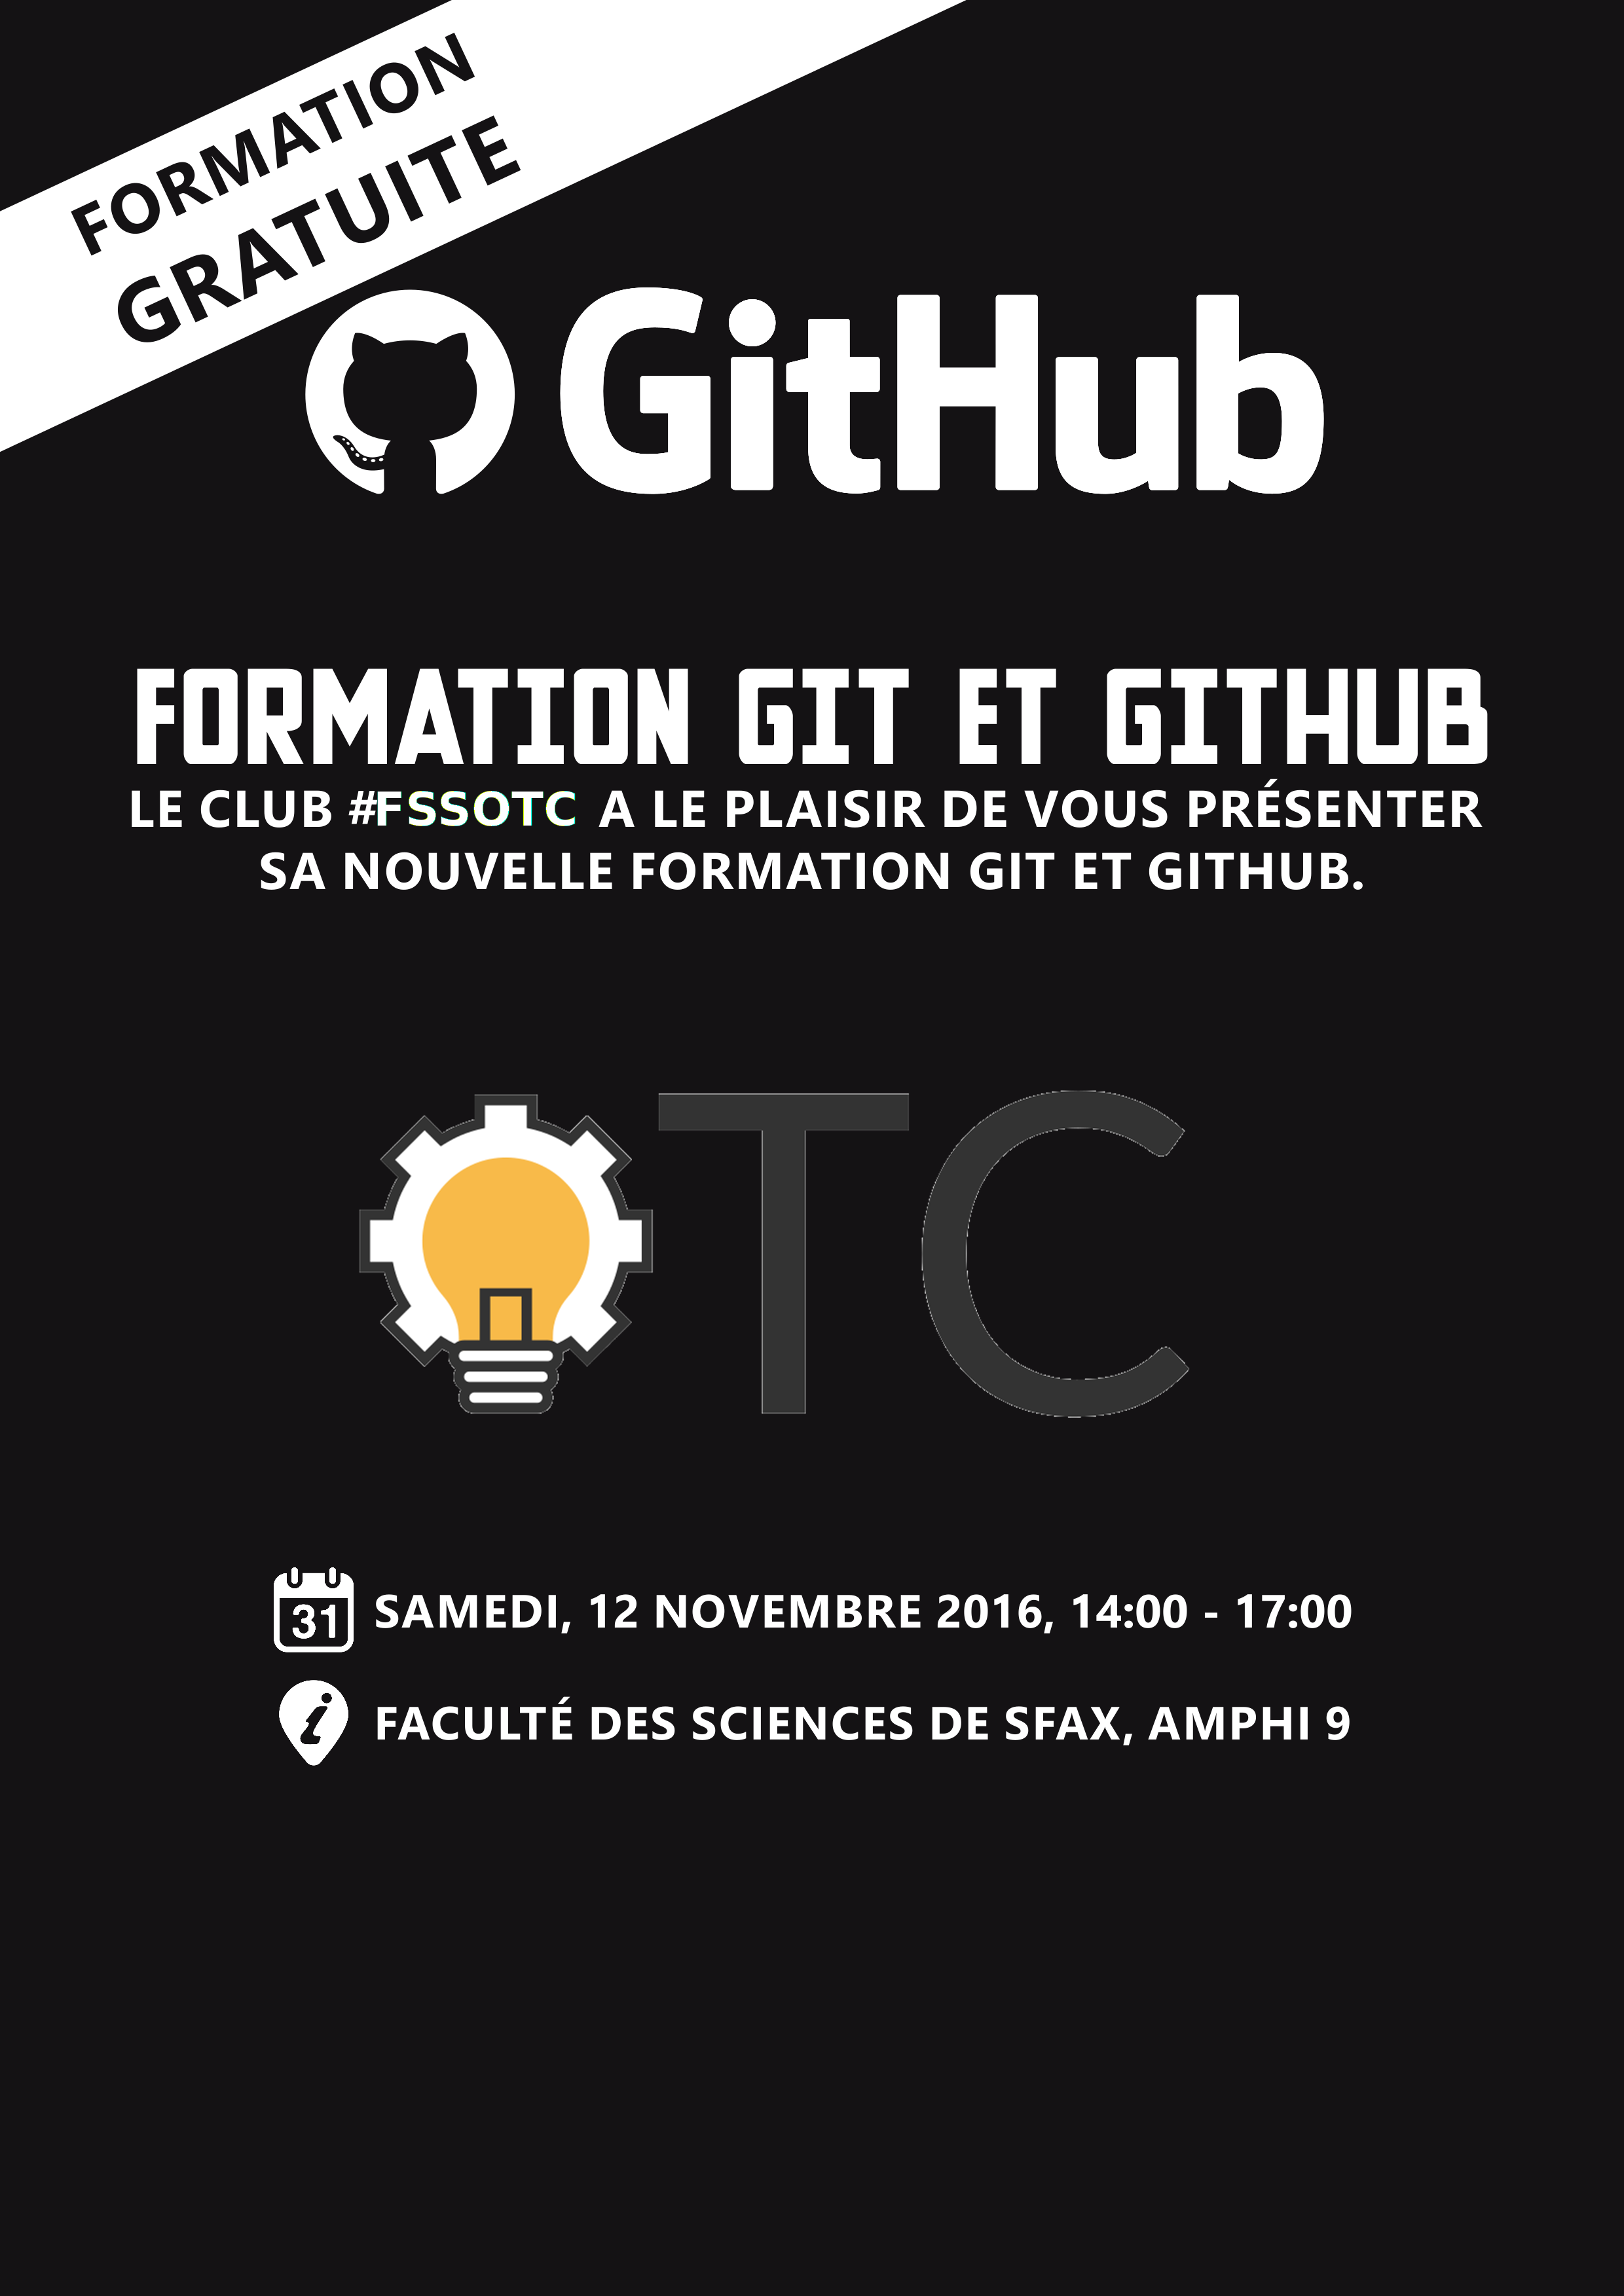 FORMATION
GRATUITE
GitHub
FORMATION GIT ET GITHUB
LE CLUB #FSSOTC A LE PLAISIR DE VOUS PRÉSENTER
SA NOUVELLE FORMATION GIT ET GITHUB.
TC
31
SAMEDI, 12 NOVEMBRE 2016, 14:00 - 17:00
i
FACULTÉ DES SCIENCES DE SFAX, AMPHI 9